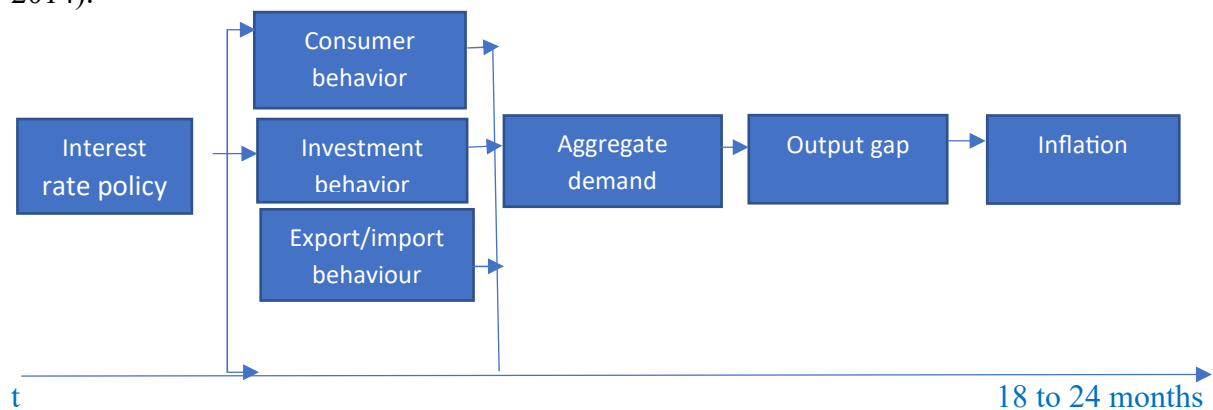 2014).
Consumer
behavior
Interest
rate policy
Investment
behavior
Export/import
behaviour
Aggregate
demand
Output gap
Inflation
t
18 to 24 months